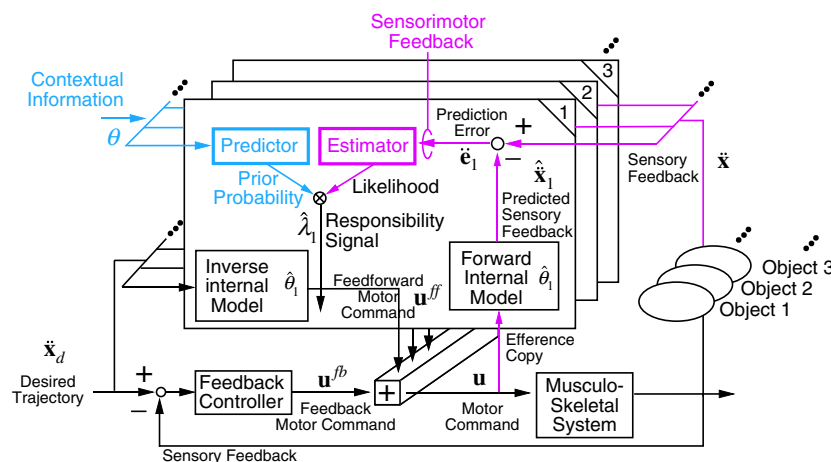 Sensorimotor
Feedback
Contextual
Information
θ
Predictor
Estimator
Prior
Probability
Likelihood
Prediction
Error
ë₁
+
−
1
2
3
Sensory
Feedback
ẍ
x̂̈₁
Predicted
Sensory
Feedback
λ̂₁
Responsibility
Signal
Inverse
internal
Model
θ̂₁
Feedforward
Motor
Command
u^ff
Forward
Internal
Model
θ̂₁
Object 3
Object 2
Object 1
Efference
Copy
ẍ_d
Desired
Trajectory
+
−
Feedback
Controller
u^fb
Feedback
Motor Command
+
u
Motor
Command
Musculo-
Skeletal
System
Sensory Feedback